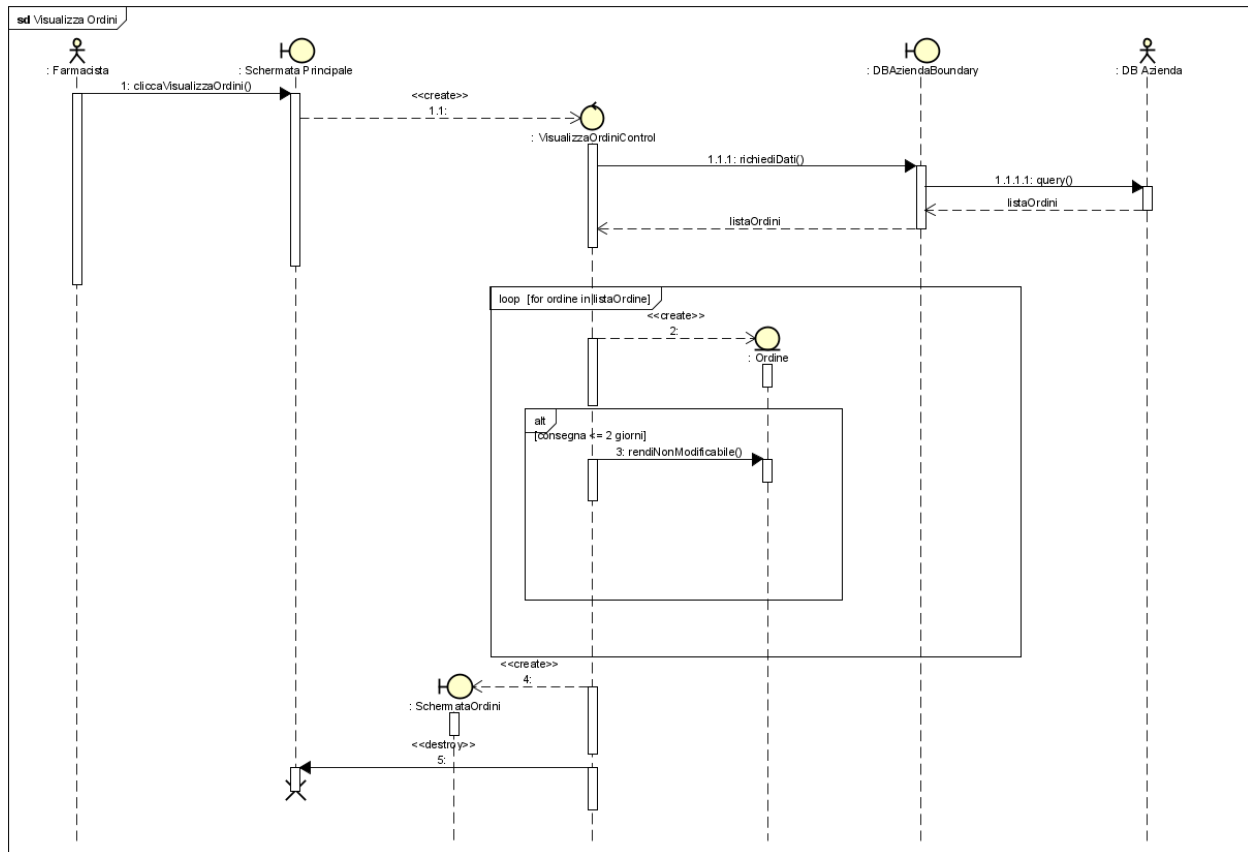 sd Visualizza Ordini
: Farmacista
: Schermata Principale
: DBAziendaBoundary
: DB Azienda
1: cliccaVisualizzaOrdini()
<<create>>
1.1:
: VisualizzaOrdiniControl
1.1.1: richiediDati()
1.1.1.1: query()
listaOrdini
listaOrdini
loop [for ordine in listaOrdine]
<<create>>
2:
: Ordine
alt
[consegna <= 2 giorni]
3: rendiNonModificabile()
<<create>>
4:
: SchermataOrdini
<<destroy>>
5: